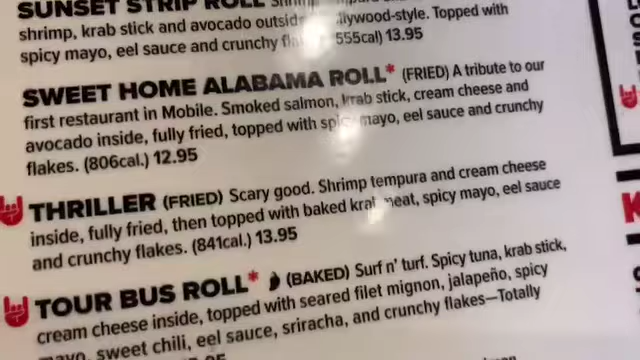 SUNSET STRIP ROLL
shrimp, krab stick and avocado outside -style. Topped with
spicy mayo, eel sauce and crunchy 555cal) 13.95
SWEET HOME ALABAMA ROLL* (FRIED) A tribute to our
first restaurant in Mobile. Smoked salmon, krab stick, cream cheese and
avocado inside, fully fried, topped with spicy mayo, eel sauce and crunchy
flakes. (806cal.) 12.95
THRILLER (FRIED) Scary good. Shrimp tempura and cream cheese
inside, fully fried, then topped with baked krab meat, spicy mayo, eel sauce
and crunchy flakes. (841cal.) 13.95
TOUR BUS ROLL* (BAKED) Surf n' turf. Spicy tuna, krab stick,
cream cheese inside, topped with seared filet mignon, jalapeño, spicy
mayo, sweet chili, eel sauce, sriracha, and crunchy flakes—Totally